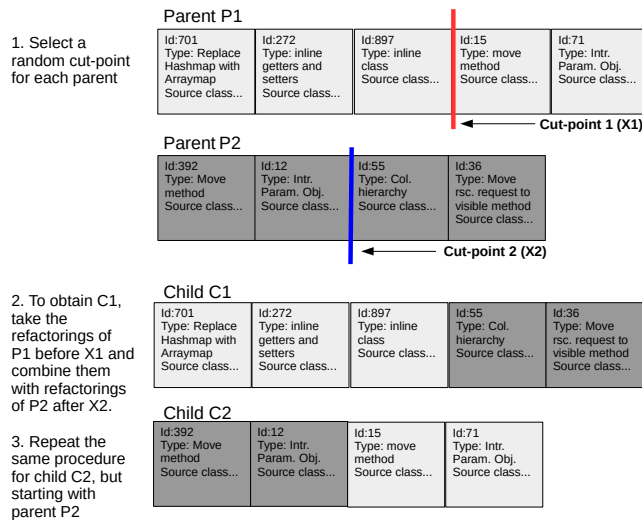 Parent P1
1. Select a
random cut-point
for each parent
Id:701
Type: Replace
Hashmap with
Arraymap
Source class...
Id:272
Type: inline
getters and
setters
Source class...
Id:897
Type: inline
class
Source class...
Id:15
Type: move
method
Source class...
Id:71
Type: Intr.
Param. Obj.
Source class...
Cut-point 1 (X1)
Parent P2
Id:392
Type: Move
method
Source class...
Id:12
Type: Intr.
Param. Obj.
Source class...
Id:55
Type: Col.
hierarchy
Source class...
Id:36
Type: Move
rsc. request to
visible method
Source class...
Cut-point 2 (X2)
2. To obtain C1,
take the
refactorings of
P1 before X1 and
combine them
with refactorings
of P2 after X2.
Child C1
Id:701
Type: Replace
Hashmap with
Arraymap
Source class...
Id:272
Type: inline
getters and
setters
Source class...
Id:897
Type: inline
class
Source class...
Id:55
Type: Col.
hierarchy
Source class...
Id:36
Type: Move
rsc. request to
visible method
Source class...
3. Repeat the
same procedure
for child C2, but
starting with
parent P2
Child C2
Id:392
Type: Move
method
Source class...
Id:12
Type: Intr.
Param. Obj.
Source class...
Id:15
Type: move
method
Source class...
Id:71
Type: Intr.
Param. Obj.
Source class...